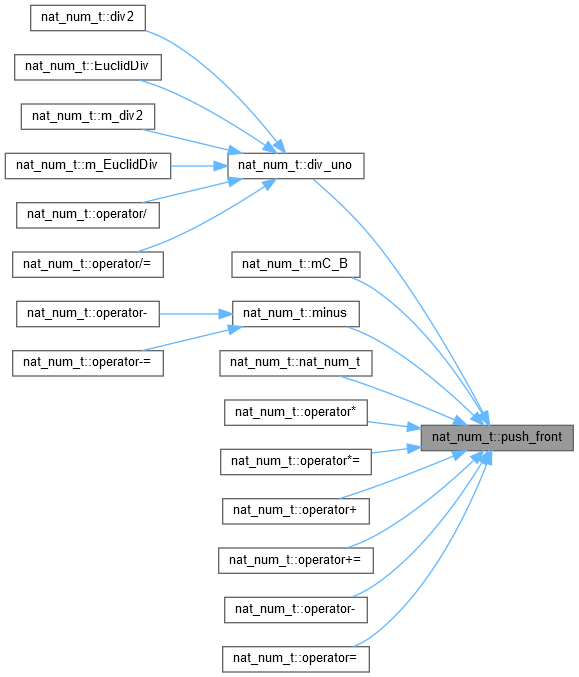 nat_num_t::div2
nat_num_t::EuclidDiv
nat_num_t::m_div2
nat_num_t::m_EuclidDiv
nat_num_t::operator/
nat_num_t::operator/=
nat_num_t::operator-
nat_num_t::operator-=
nat_num_t::div_uno
nat_num_t::mC_B
nat_num_t::minus
nat_num_t::nat_num_t
nat_num_t::operator*
nat_num_t::operator*=
nat_num_t::operator+
nat_num_t::operator+=
nat_num_t::operator-
nat_num_t::operator=
nat_num_t::push_front